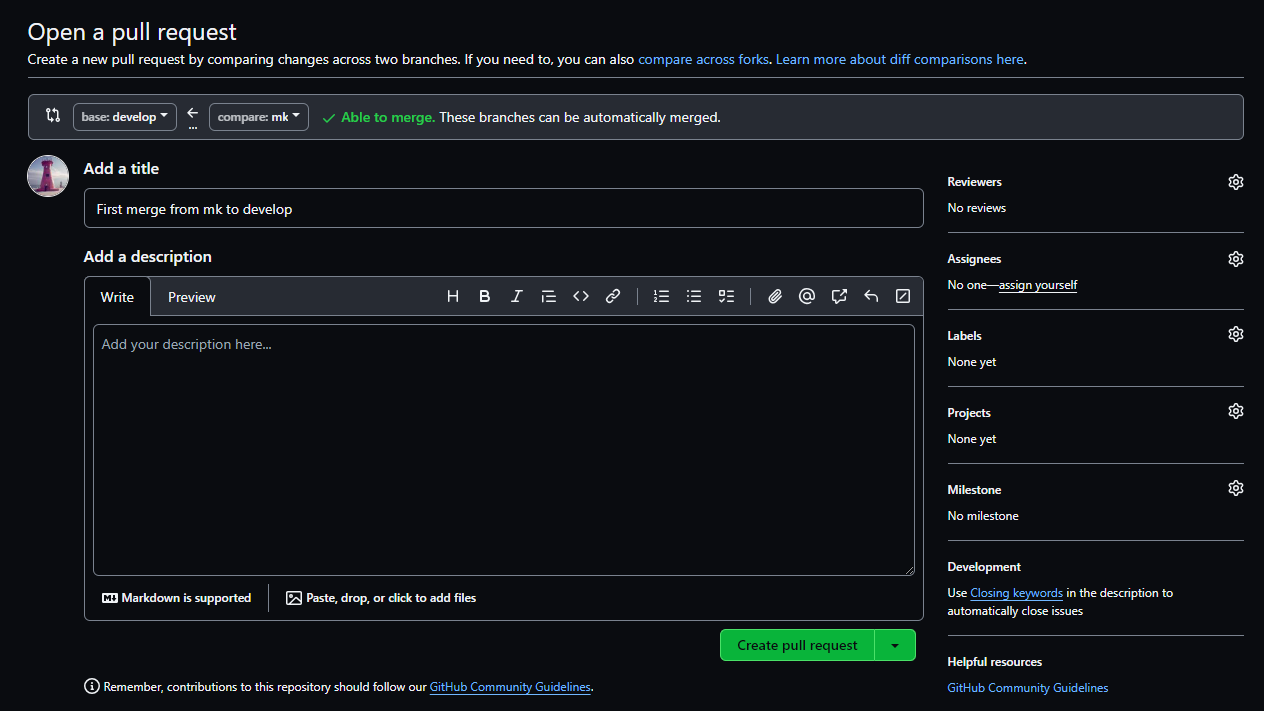 Open a pull request
Create a new pull request by comparing changes across two branches. If you need to, you can also compare across forks. Learn more about diff comparisons here.
base: develop
...
compare: mk
Able to merge. These branches can be automatically merged.
Add a title
First merge from mk to develop
Add a description
Write Preview
Add your description here...
Markdown is supported
Paste, drop, or click to add files
Create pull request
Remember, contributions to this repository should follow our GitHub Community Guidelines.
Reviewers
No reviews
Assignees
No one—assign yourself
Labels
None yet
Projects
None yet
Milestone
No milestone
Development
Use Closing keywords in the description to
automatically close issues
Helpful resources
GitHub Community Guidelines